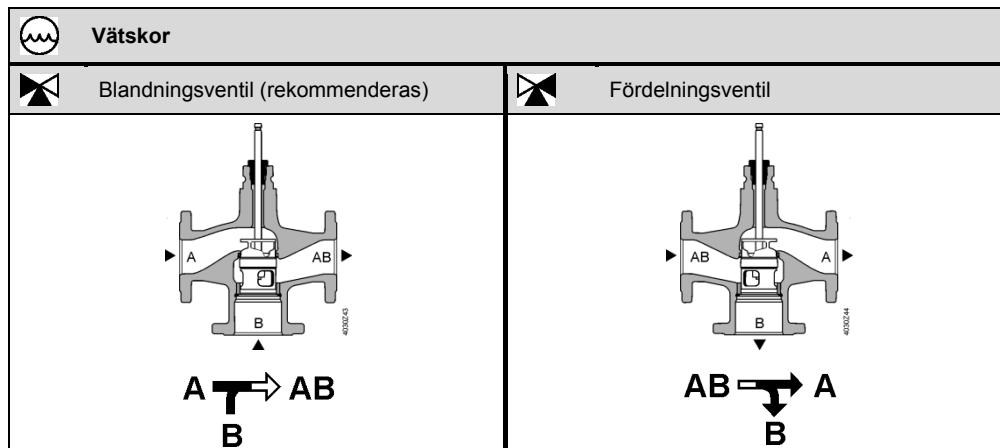 Vätskor
Blandningsventil (rekommenderas)
Fördelningsventil
A
AB
B
4030Z43
AB
A
B
4030Z44
A AB
B
AB A
B